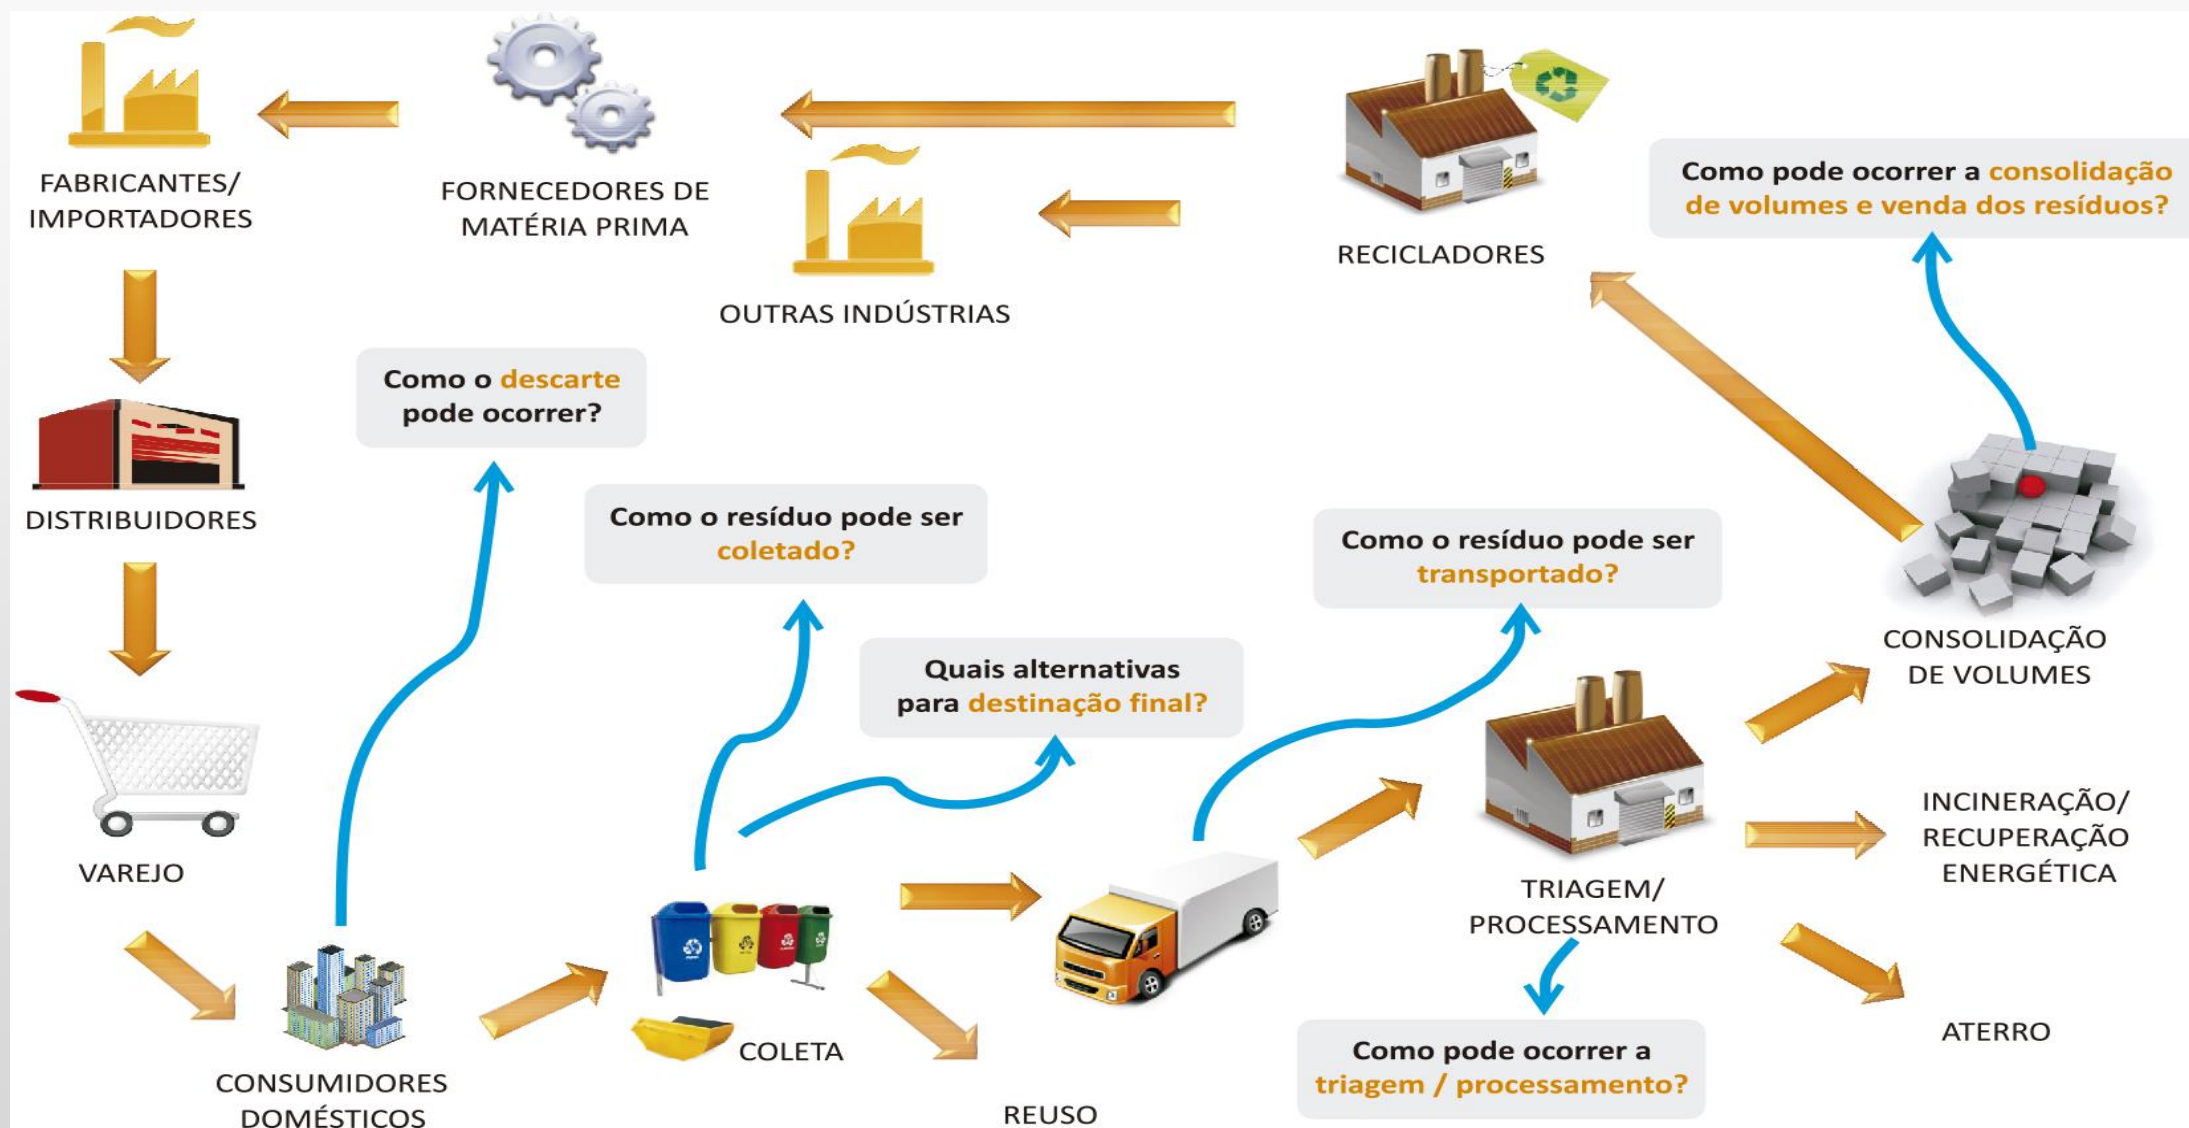 FABRICANTES/
IMPORTADORES
FORNECEDORES DE
MATÉRIA PRIMA
OUTRAS INDÚSTRIAS
RECICLADORES
Como pode ocorrer a consolidação
de volumes e venda dos resíduos?
Como o descarte
pode ocorrer?
DISTRIBUIDORES
Como o resíduo pode ser
coletado?
Como o resíduo pode ser
transportado?
Quais alternativas
para destinação final?
CONSOLIDAÇÃO
DE VOLUMES
VAREJO
INCINERAÇÃO/
RECUPERAÇÃO
ENERGÉTICA
TRIAGEM/
PROCESSAMENTO
ATERRO
COLETA
Como pode ocorrer a
triagem / processamento?
CONSUMIDORES
DOMÉSTICOS
REUSO